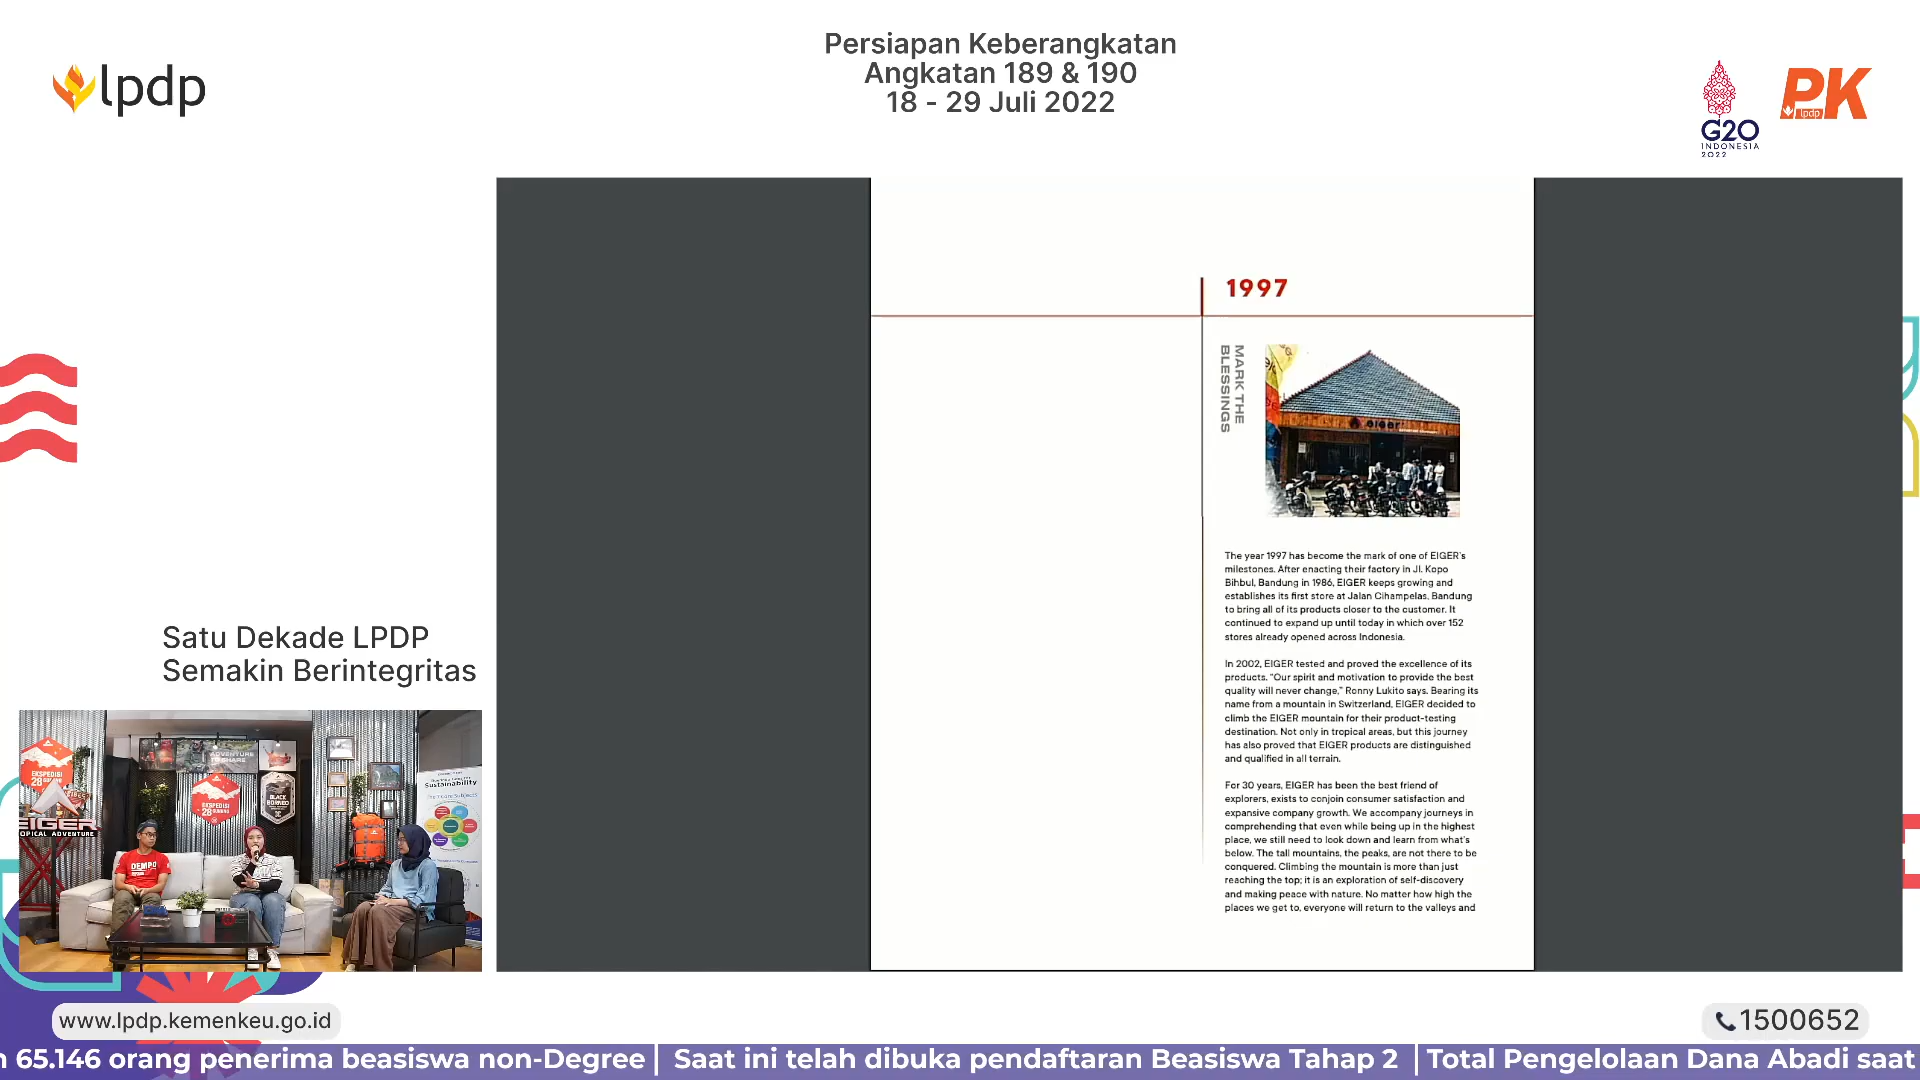 lpdp
Persiapan Keberangkatan
Angkatan 189 & 190
18 - 29 Juli 2022
G20
INDONESIA
2022
PK
lpdp
1997
MARK THE
BLESSINGS
eiger
The year 1997 has become the mark of one of EIGER's
milestones. After enacting their factory in Jl. Kopo
Bihbul, Bandung in 1986, EIGER keeps growing and
establishes its first store at Jalan Cihampelas, Bandung
to bring all of its products closer to the customer. It
continued to expand up until today in which over 152
stores already opened across Indonesia.
In 2002, EIGER tested and proved the excellence of its
products. "Our spirit and motivation to provide the best
quality will never change," Ronny Lukito says. Bearing its
name from a mountain in Switzerland, EIGER decided to
climb the EIGER mountain for their product-testing
destination. Not only in tropical areas, but this journey
has also proved that EIGER products are distinguished
and qualified in all terrain.
For 30 years, EIGER has been the best friend of
explorers, exists to conjoin consumer satisfaction and
expansive company growth. We accompany journeys in
comprehending that even while being up in the highest
place, we still need to look down and learn from what's
below. The tall mountains, the peaks, are not there to be
conquered. Climbing the mountain is more than just
reaching the top; it is an exploration of self-discovery
and making peace with nature. No matter how high the
places we get to, everyone will return to the valleys and
Satu Dekade LPDP
Semakin Berintegritas
EKSPEDISI
28
EIGER
OPICAL ADVENTURE
ADVENTURE
TO SHARE
EKSPEDISI
28
BLACK
BORNEO
Sustainability
DEMPO
www.lpdp.kemenkeu.go.id
1500652
65.146 orang penerima beasiswa non-Degree | Saat ini telah dibuka pendaftaran Beasiswa Tahap 2 | Total Pengelolaan Dana Abadi saat